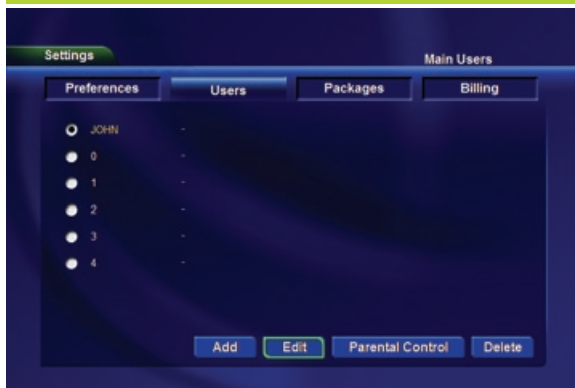 Settings
Main Users
Preferences Users Packages Billing
JOHN -
0 -
1 -
2 -
3 -
4 -
Add Edit Parental Control Delete